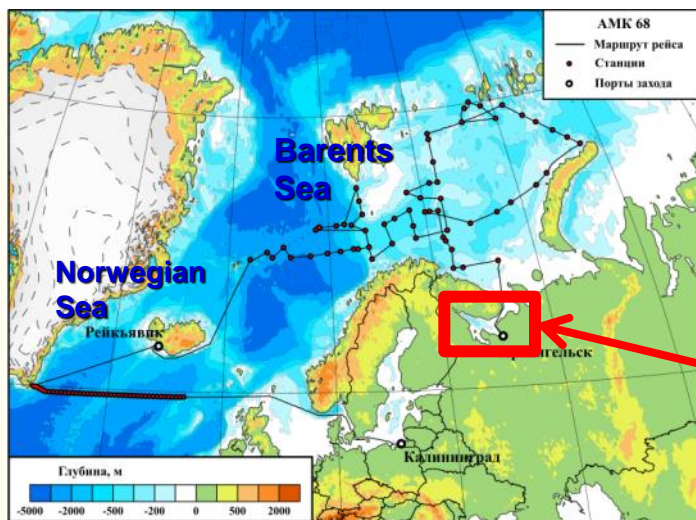 АМК 68
Маршрут рейса
Станции
Порты захода
Barents
Sea
Norwegian
Sea
Рейкьявик
Калининград
Глубина, м
-5000 -2000 -500 -200 0 500 2000